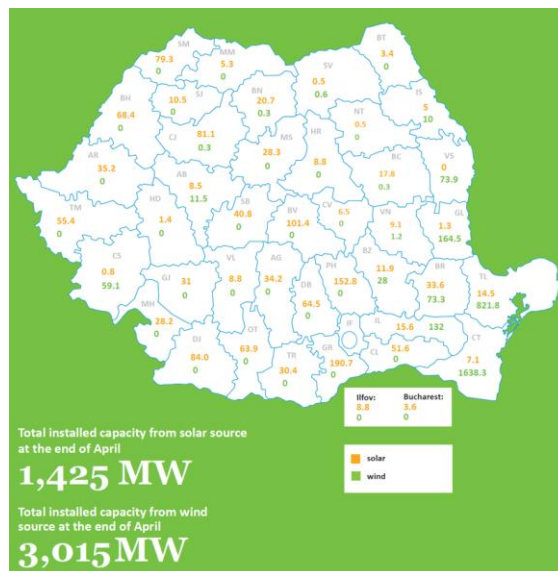 BT
3.4
0
SM
79.3
0
MM
5.3
0
SV
0.5
0.6
BN
20.7
0.3
SJ
10.5
0
BH
68.4
0
IS
5
10
NT
0.5
0
CJ
81.1
0.3
MS
28.3
0
HR
8.8
0
BC
17.8
0.3
VS
0
73.9
AR
35.2
0
AB
8.5
11.5
TM
55.4
0
HD
1.4
0
SB
40.8
0
BV
101.4
0
CV
6.5
0
VN
9.1
1.2
GL
1.3
164.5
CS
0.8
59.1
GJ
31
0
VL
8.8
0
AG
34.2
0
PH
152.8
0
BZ
11.9
28
BR
33.6
73.3
TL
14.5
821.8
MH
28.2
0
DB
64.5
0
DJ
84.0
0
OT
63.9
0
TR
30.4
0
GR
190.7
0
IF
IL
15.6 132
CL
51.6
0
CT
7.1
1638.3
Ilfov: Bucharest:
8.8 3.6
0 0
solar
wind
Total installed capacity from solar source
at the end of April
1,425 MW
Total installed capacity from wind
source at the end of April
3,015 MW